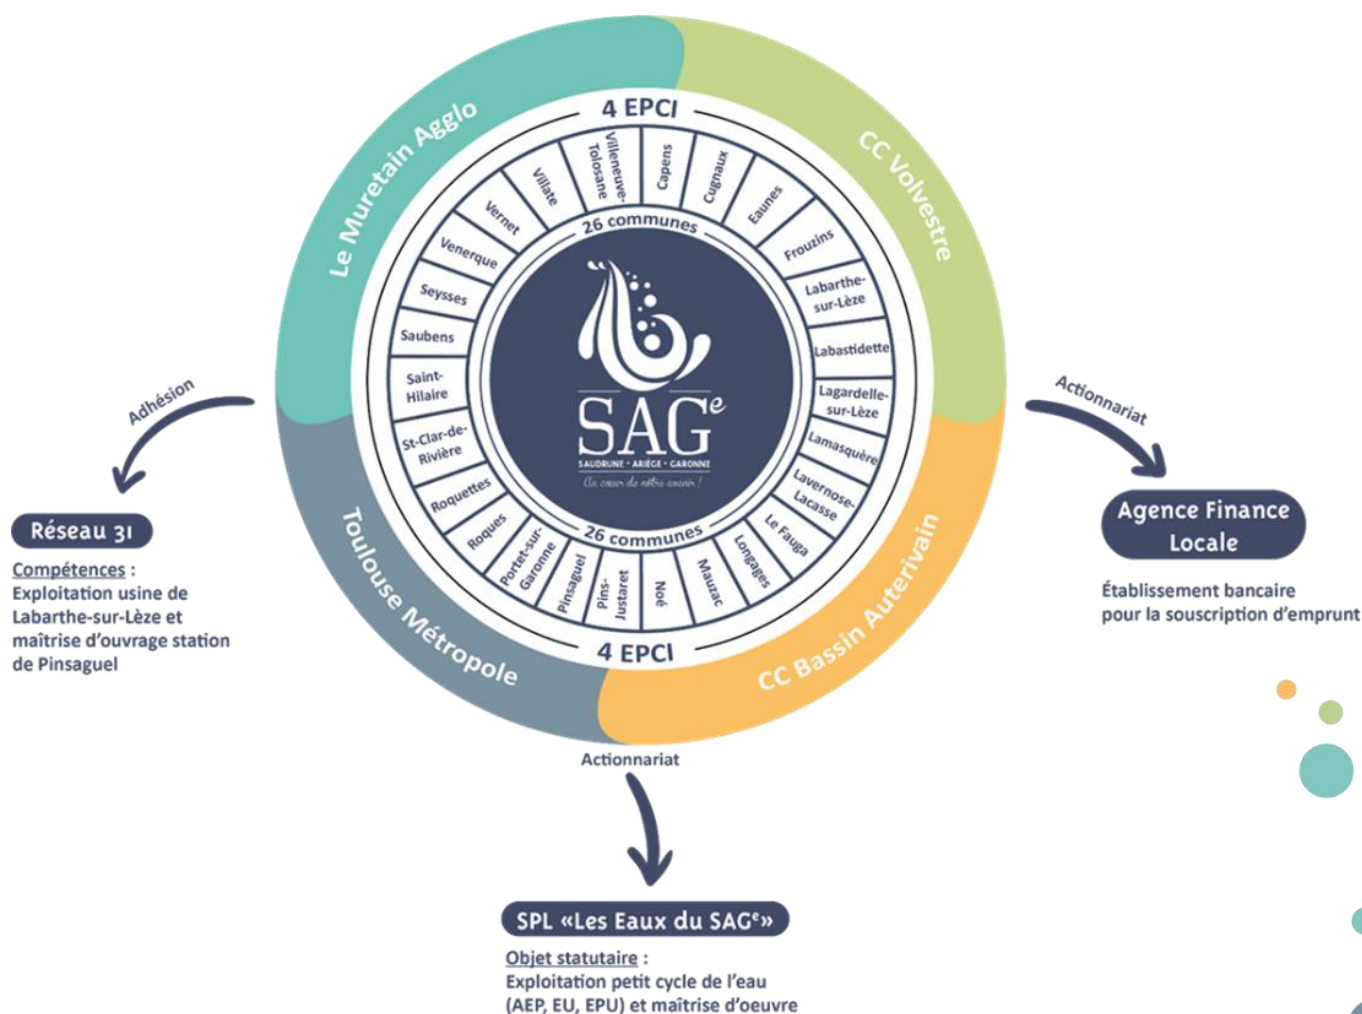 Le Muretain Agglo
CC Volvestre
CC Bassin Auterivain
Toulouse Métropole
4 EPCI
Capens
Cugnaux
Eaunes
Frouzins
Labarthe-
sur-Lèze
Labastidette
Lagardelle-
sur-Lèze
Lamasquère
Lavernose-
Lacasse
Le Fauga
Longages
Mauzac
Noé
Pins-
Justaret
Pinsaguel
Portet-sur-
Garonne
Roques
Roquettes
St-Clar-de-
Rivière
Saint-
Hilaire
Saubens
Seysses
Venerque
Vernet
Villate
Villeneuve-
Tolosane
26 communes
SAGe
SAUDRUNE • ARIÈGE • GARONNE
Au coeur de notre avenir !
26 communes
4 EPCI
Adhésion
Réseau 31
Compétences :
Exploitation usine de
Labarthe-sur-Lèze et
maîtrise d’ouvrage station
de Pinsaguel
Actionnariat
Agence Finance
Locale
Établissement bancaire
pour la souscription d’emprunt
Actionnariat
SPL «Les Eaux du SAGe»
Objet statutaire :
Exploitation petit cycle de l’eau
(AEP, EU, EPU) et maîtrise d’oeuvre